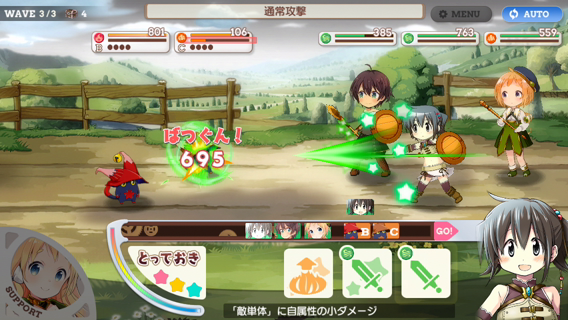 WAVE 3/3 4
通常攻撃
MENU
AUTO
801
B
106
C
385
763
559
ばつぐん!
695
B
C
GO!
とっておき
SUPPORT
「敵単体」に自属性の小ダメージ